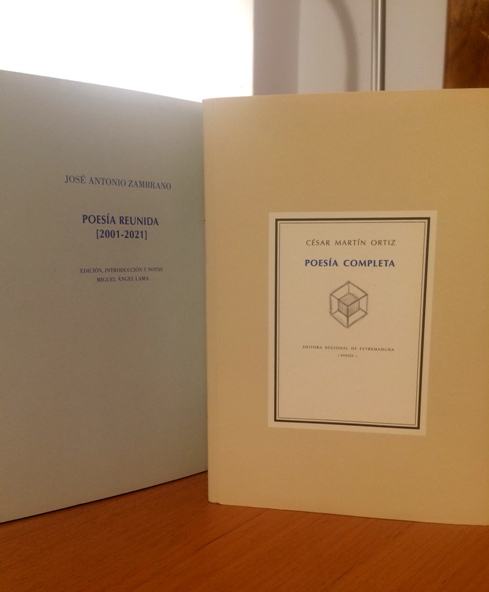 JOSÉ ANTONIO ZAMBRANO
POESÍA REUNIDA
[2001-2021]
EDICIÓN, INTRODUCCIÓN Y NOTAS
MIGUEL ÁNGEL LAMA
CÉSAR MARTÍN ORTIZ
POESÍA COMPLETA
EDITORA REGIONAL DE EXTREMADURA
(POESÍA)